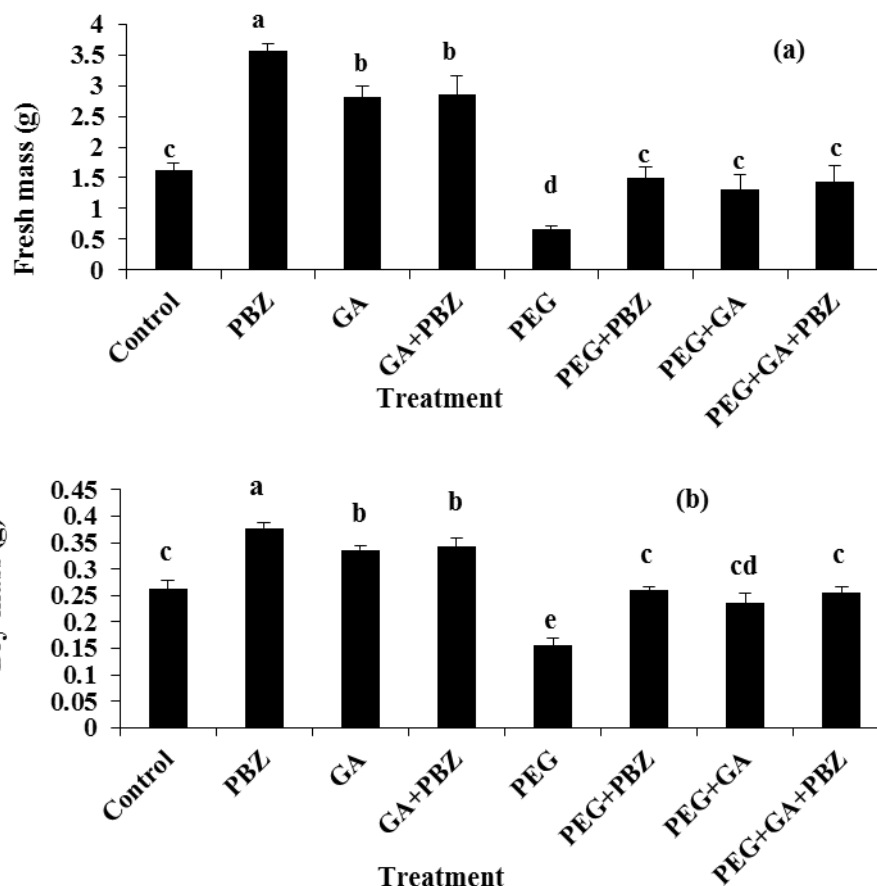 a
4
(a)
3.5
b
b
3
2.5
Fresh mass (g)
2
c
c
c
c
1.5
d
1
0.5
0
Control
PBZ
GA
GA+PBZ
PEG
PEG+PBZ
PEG+GA
PEG+GA+PBZ
Treatment
0.45
a
(b)
0.4
b
b
0.35
c
c
cd
c
0.3
0.25
e
0.2
0.15
0.1
0.05
0
(g)
Control
PBZ
GA
GA+PBZ
PEG
PEG+PBZ
PEG+GA
PEG+GA+PBZ
Treatment